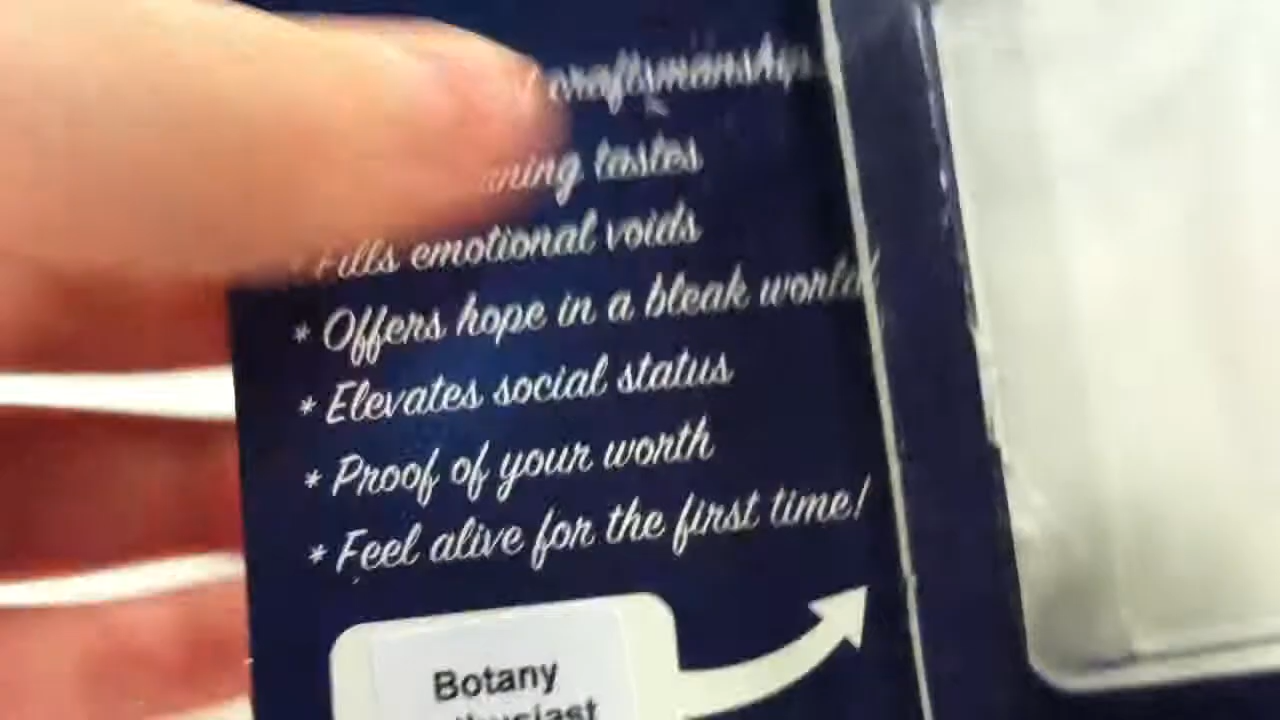 craftsmanship
tastes
Fills emotional voids
* Offers hope in a bleak world
* Elevates social status
* Proof of your worth
* Feel alive for the first time!
Botany